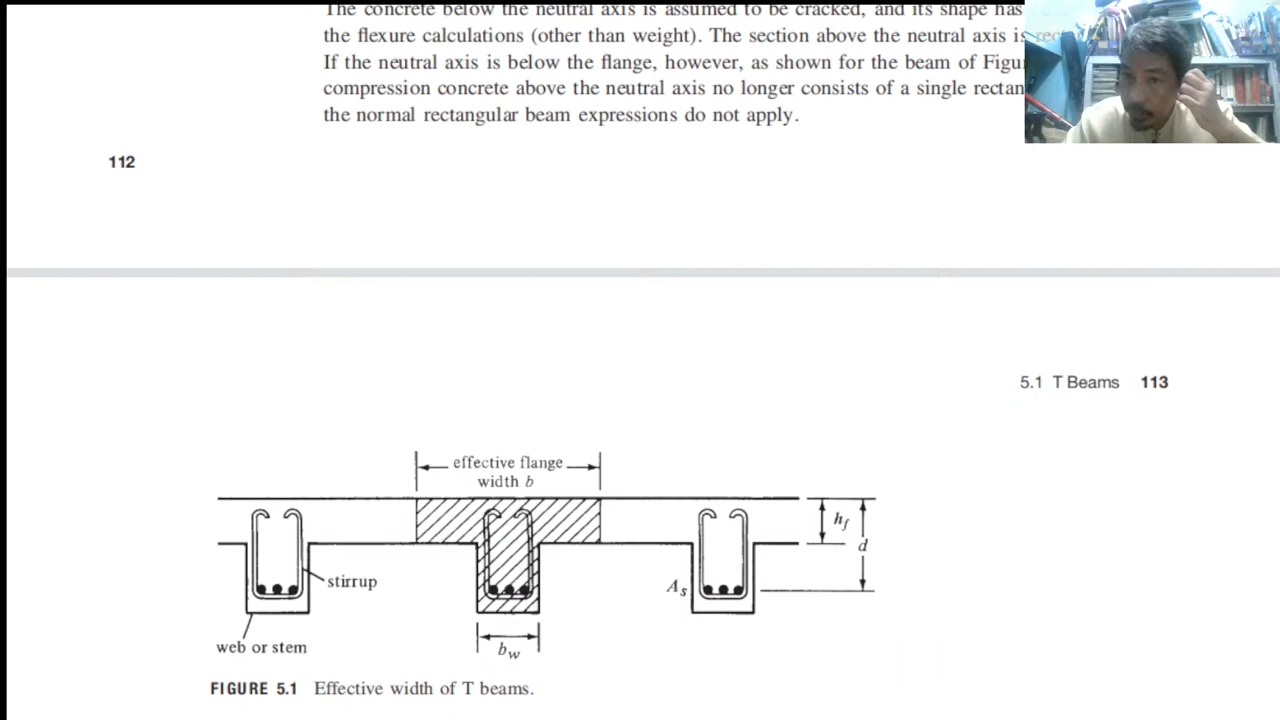 The concrete below the neutral axis is assumed to be cracked, and its shape has
the flexure calculations (other than weight). The section above the neutral axis is rec
If the neutral axis is below the flange, however, as shown for the beam of Figu
compression concrete above the neutral axis no longer consists of a single rectan
the normal rectangular beam expressions do not apply.
112
5.1 T Beams 113
effective flange
width b
hf
d
stirrup
As
web or stem
bw
FIGURE 5.1 Effective width of T beams.